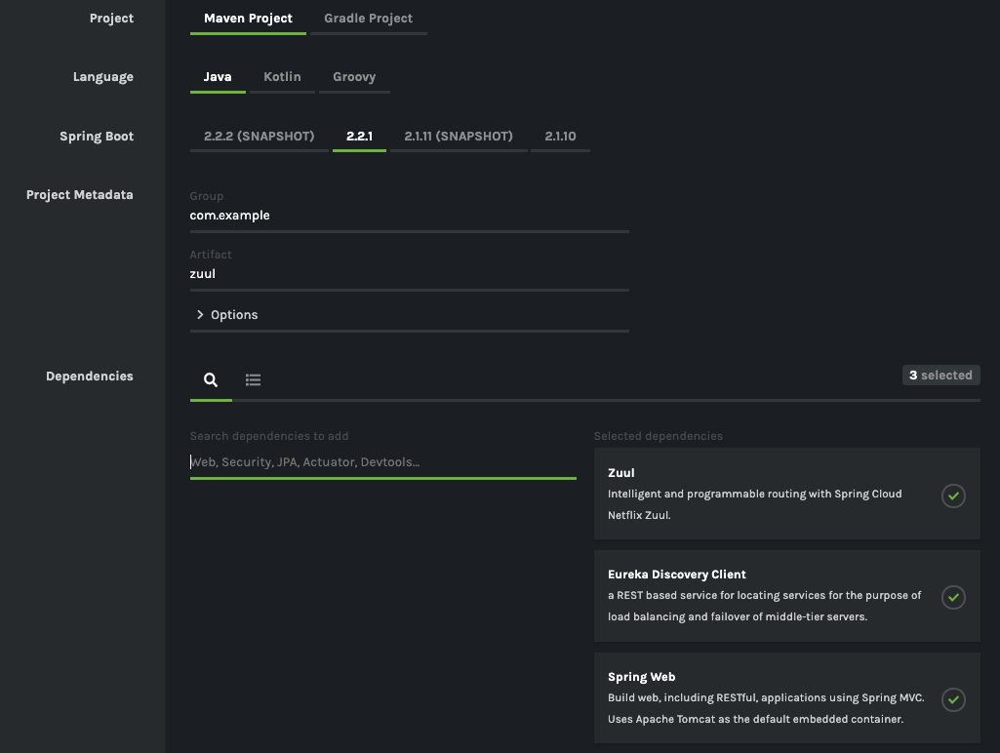 Project
Maven Project Gradle Project
Language
Java Kotlin Groovy
Spring Boot
2.2.2 (SNAPSHOT) 2.2.1 2.1.11 (SNAPSHOT) 2.1.10
Project Metadata
Group
com.example
Artifact
zuul
Options
Dependencies
3 selected
Search dependencies to add
Web, Security, JPA, Actuator, Devtools...
Selected dependencies
Zuul
Intelligent and programmable routing with Spring Cloud
Netflix Zuul.
Eureka Discovery Client
a REST based service for locating services for the purpose of
load balancing and failover of middle-tier servers.
Spring Web
Build web, including RESTful, applications using Spring MVC.
Uses Apache Tomcat as the default embedded container.